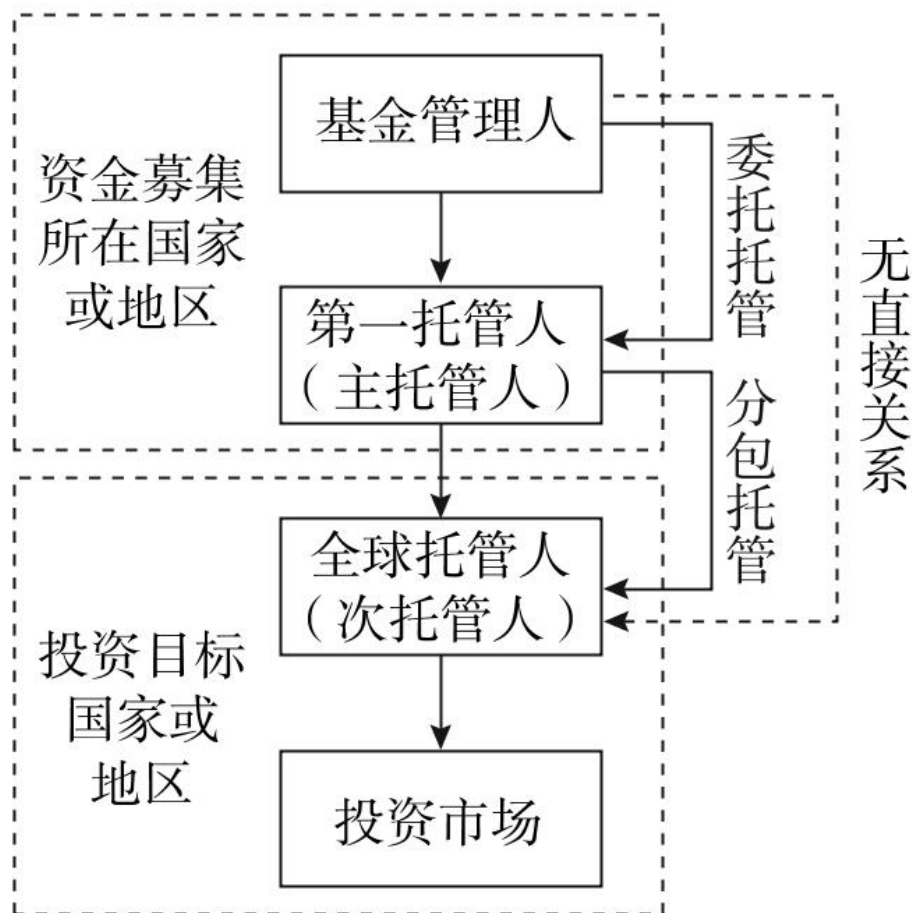 基金管理人
资金募集
所在国家
或地区
第一托管人
（主托管人）
委托托管
分包托管
无直接关系
全球托管人
（次托管人）
投资目标
国家或
地区
投资市场